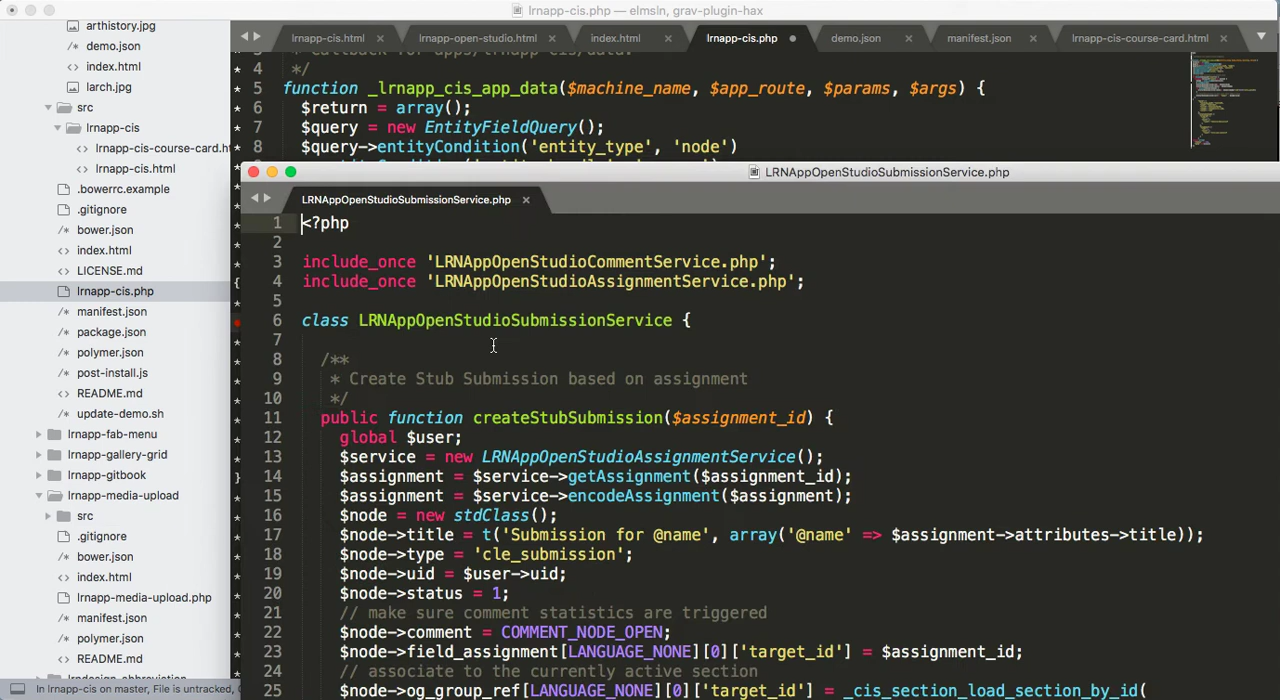 lrnapp-cis.php — elmsln, grav-plugin-hax
arthistory.jpg
/* demo.json
<> index.html
larch.jpg
src
lrnapp-cis
<> lrnapp-cis-course-card.h
<> lrnapp-cis.html
/* .bowerrc.example
.gitignore
/* bower.json
<> index.html
<> LICENSE.md
lrnapp-cis.php
/* manifest.json
/* package.json
/* polymer.json
/* post-install.js
<> README.md
/* update-demo.sh
lrnapp-fab-menu
lrnapp-gallery-grid
lrnapp-gitbook
lrnapp-media-upload
src
.gitignore
/* bower.json
<> index.html
lrnapp-media-upload.php
/* manifest.json
/* polymer.json
<> README.md
lrndesign-abbreviation
In lrnapp-cis on master, File is untracked,
lrnapp-cis.html × lrnapp-open-studio.html × index.html × lrnapp-cis.php demo.json × manifest.json × lrnapp-cis-course-card.html ×
4 */
5 function _lrnapp_cis_app_data($machine_name, $app_route, $params, $args) {
6 $return = array();
7 $query = new EntityFieldQuery();
8 $query->entityCondition('entity_type', 'node')
LRNAppOpenStudioSubmissionService.php
LRNAppOpenStudioSubmissionService.php ×
1 <?php
2
3 include_once 'LRNAppOpenStudioCommentService.php';
4 include_once 'LRNAppOpenStudioAssignmentService.php';
5
6 class LRNAppOpenStudioSubmissionService {
7
8 /**
9 * Create Stub Submission based on assignment
10 */
11 public function createStubSubmission($assignment_id) {
12 global $user;
13 $service = new LRNAppOpenStudioAssignmentService();
14 $assignment = $service->getAssignment($assignment_id);
15 $assignment = $service->encodeAssignment($assignment);
16 $node = new stdClass();
17 $node->title = t('Submission for @name', array('@name' => $assignment->attributes->title));
18 $node->type = 'cle_submission';
19 $node->uid = $user->uid;
20 $node->status = 1;
21 // make sure comment statistics are triggered
22 $node->comment = COMMENT_NODE_OPEN;
23 $node->field_assignment[LANGUAGE_NONE][0]['target_id'] = $assignment_id;
24 // associate to the currently active section
25 $node->og_group_ref[LANGUAGE_NONE][0]['target_id'] = _cis_section_load_section_by_id(